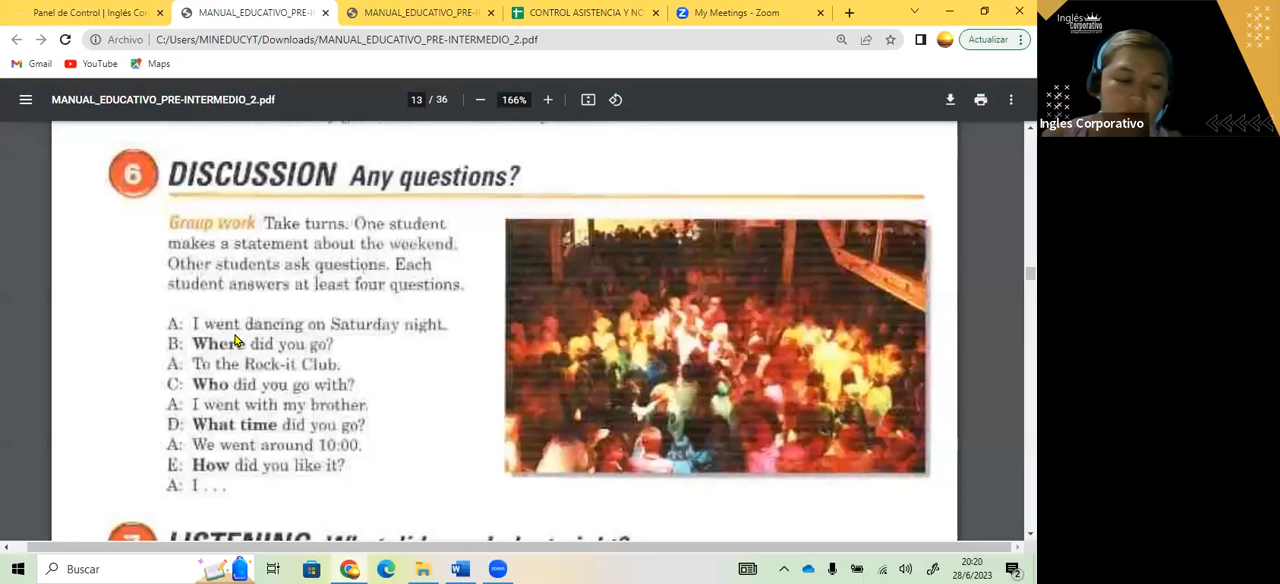 Panel de Control | Inglés Cor
MANUAL_EDUCATIVO_PRE-I
MANUAL_EDUCATIVO_PRE-I
CONTROL ASISTENCIA Y NO
My Meetings - Zoom
Archivo
C:/Users/MINEDUCYT/Downloads/MANUAL_EDUCATIVO_PRE-INTERMEDIO_2.pdf
Actualizar
Gmail
YouTube
Maps
MANUAL_EDUCATIVO_PRE-INTERMEDIO_2.pdf
13 / 36
166%
Inglés
Corporativo
Ingles Corporativo
6 DISCUSSION Any questions?
Group work Take turns. One student
makes a statement about the weekend.
Other students ask questions. Each
student answers at least four questions.
A: I went dancing on Saturday night.
B: Where did you go?
A: To the Rock-it Club.
C: Who did you go with?
A: I went with my brother.
D: What time did you go?
A: We went around 10:00.
E: How did you like it?
A: I . . .
Buscar
20:20
28/6/2023
2